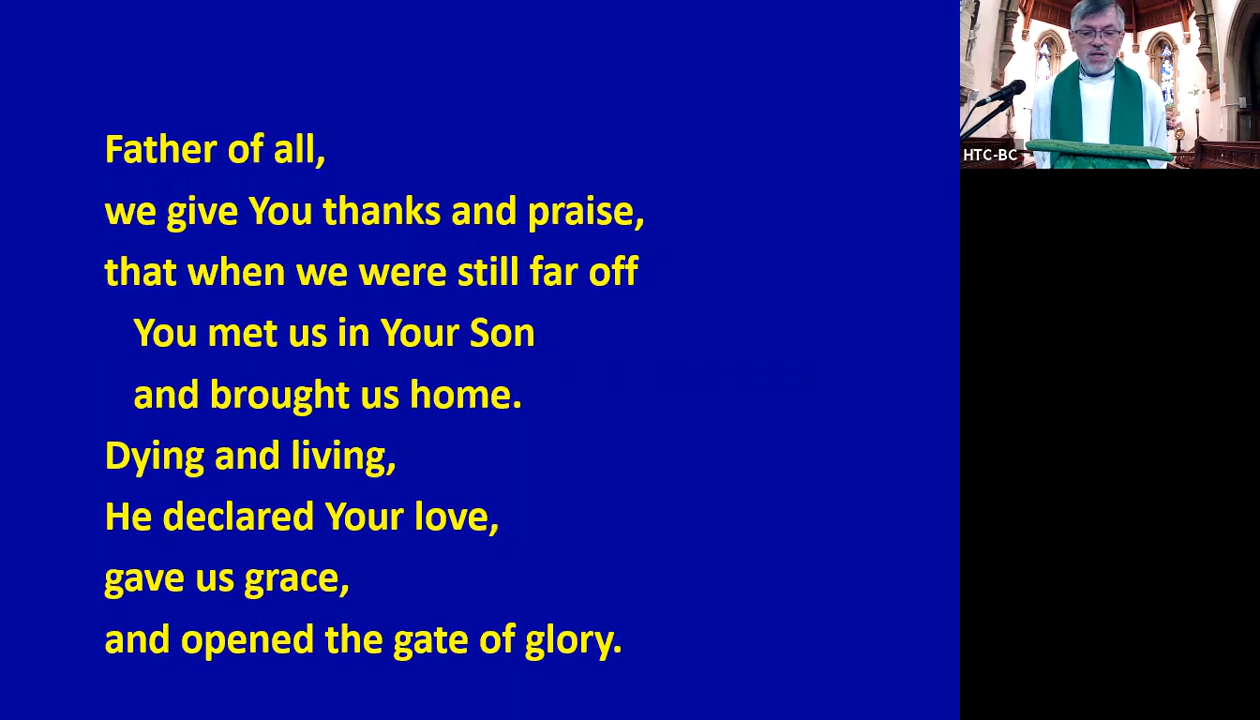 Father of all,
we give You thanks and praise,
that when we were still far off
You met us in Your Son
and brought us home.
Dying and living,
He declared Your love,
gave us grace,
and opened the gate of glory.
HTC-BC